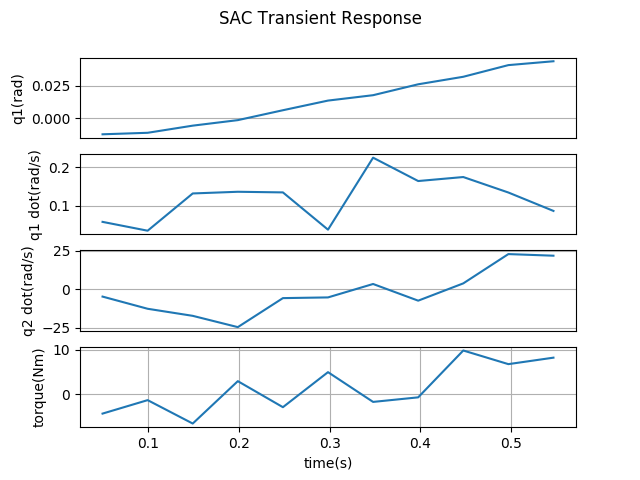 SAC Transient Response
q1(rad)
0.025
0.000
q1 dot(rad/s)
0.2
0.1
q2 dot(rad/s)
25
0
−25
torque(Nm)
10
0
0.1 0.2 0.3 0.4 0.5
time(s)